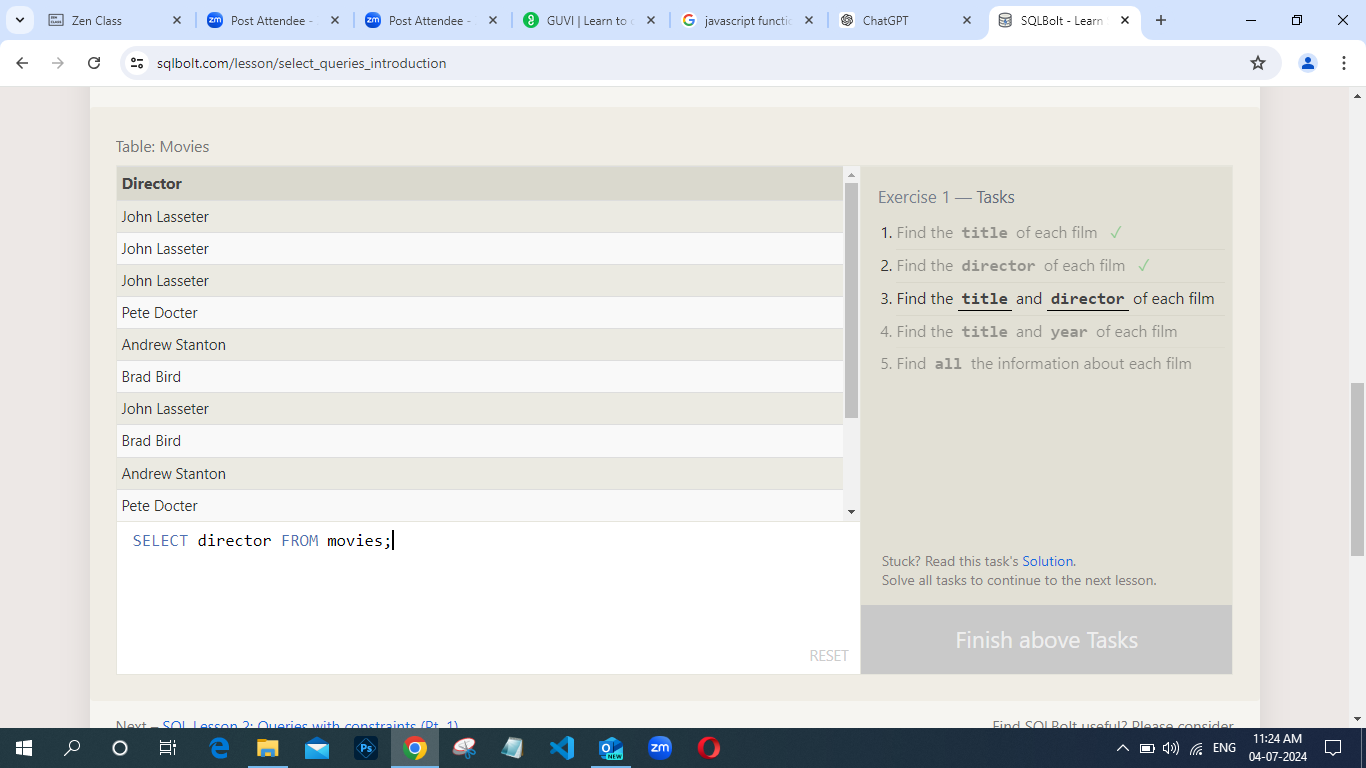 Zen Class
Post Attendee -
Post Attendee -
GUVI | Learn to c
javascript functio
ChatGPT
SQLBolt - Learn S
sqlbolt.com/lesson/select_queries_introduction
Table: Movies
Director
John Lasseter
John Lasseter
John Lasseter
Pete Docter
Andrew Stanton
Brad Bird
John Lasseter
Brad Bird
Andrew Stanton
Pete Docter
SELECT director FROM movies;
RESET
Exercise 1 — Tasks
1. Find the title of each film ✓
2. Find the director of each film ✓
3. Find the title and director of each film
4. Find the title and year of each film
5. Find all the information about each film
Stuck? Read this task's Solution.
Solve all tasks to continue to the next lesson.
Finish above Tasks
Next – SQL Lesson 2: Queries with constraints (Pt. 1)
Find SQLBolt useful? Please consider
ENG
11:24 AM
04-07-2024